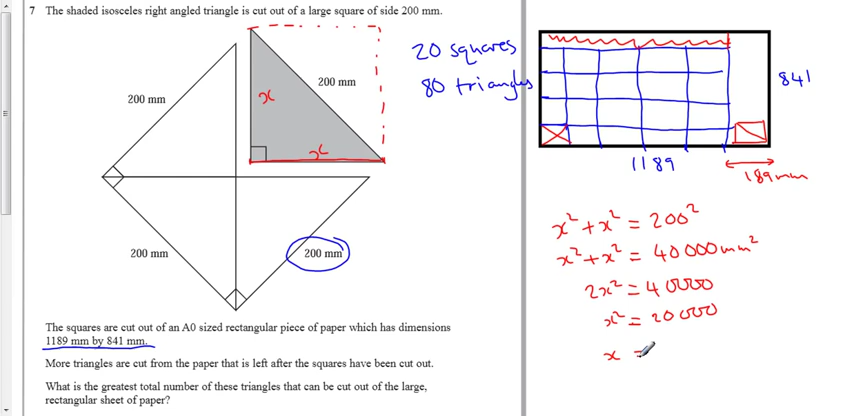 7 The shaded isosceles right angled triangle is cut out of a large square of side 200 mm.
200 mm
200 mm
x
x
200 mm
200 mm
The squares are cut out of an A0 sized rectangular piece of paper which has dimensions
1189 mm by 841 mm.
More triangles are cut from the paper that is left after the squares have been cut out.
What is the greatest total number of these triangles that can be cut out of the large,
rectangular sheet of paper?
20 squares
80 triangles
841
1189
189mm
x² + x² = 200²
x² + x² = 40000mm²
2x² = 40000
x² = 20000
x =